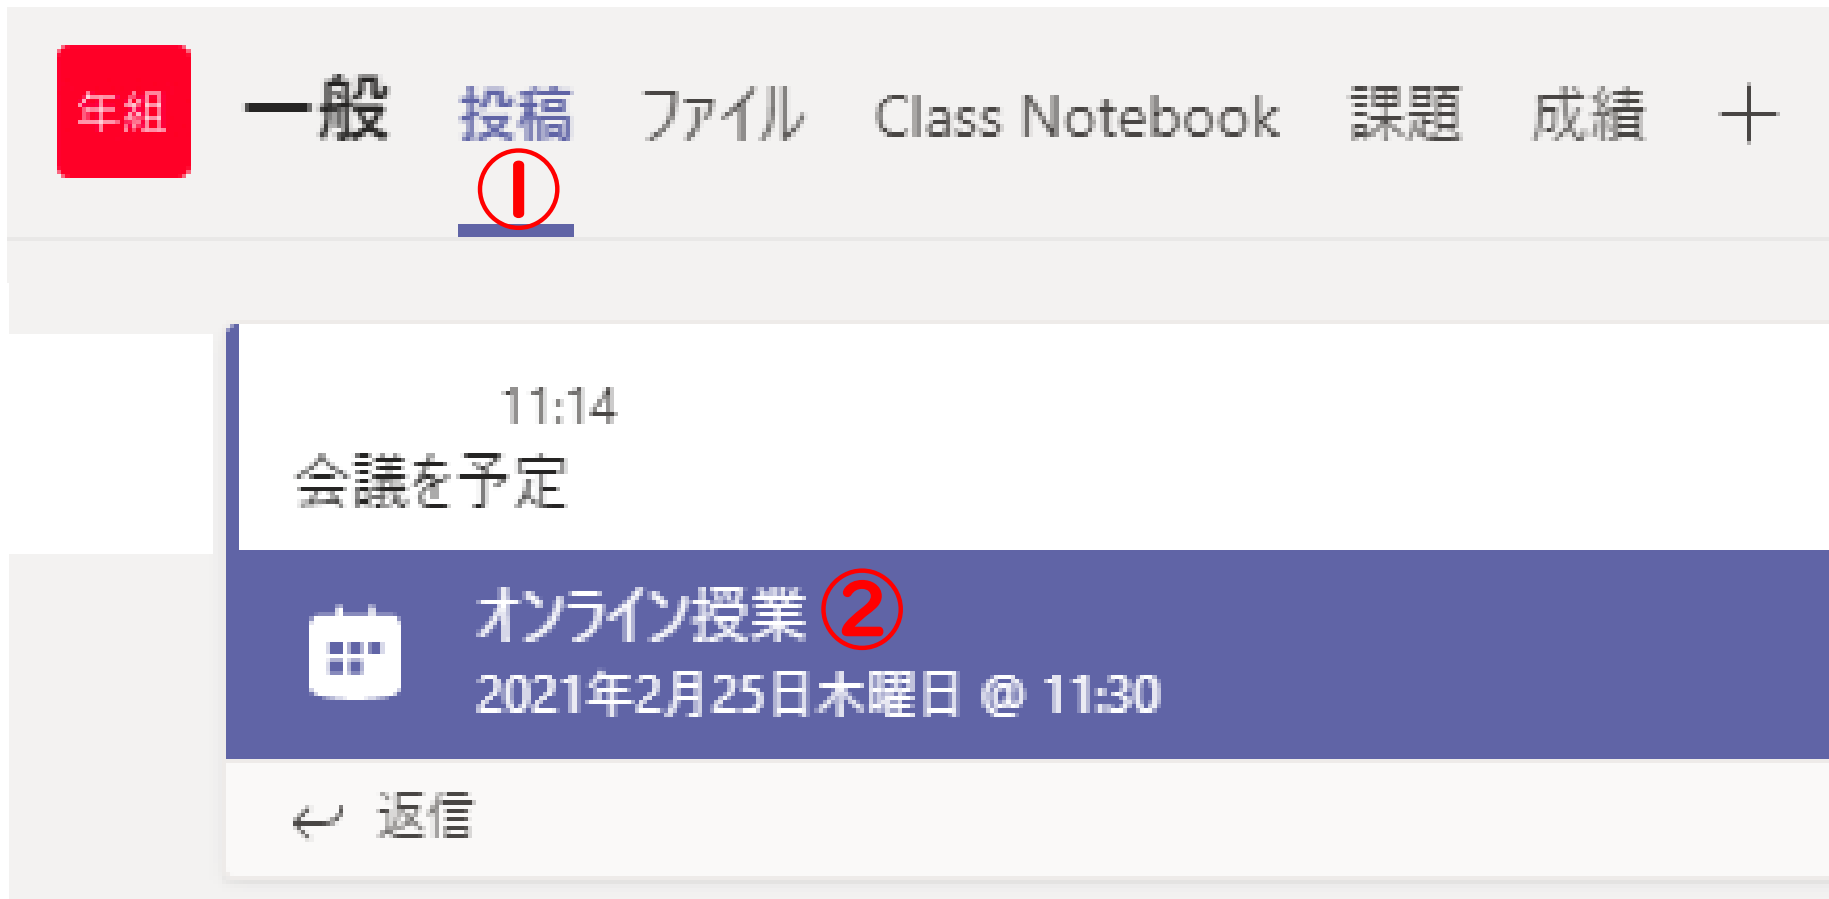 年組 一般 投稿 ファイル Class Notebook 課題 成績 +
①
11:14
会議を予定
オンライン授業 ②
2021年2月25日木曜日 @ 11:30
返信